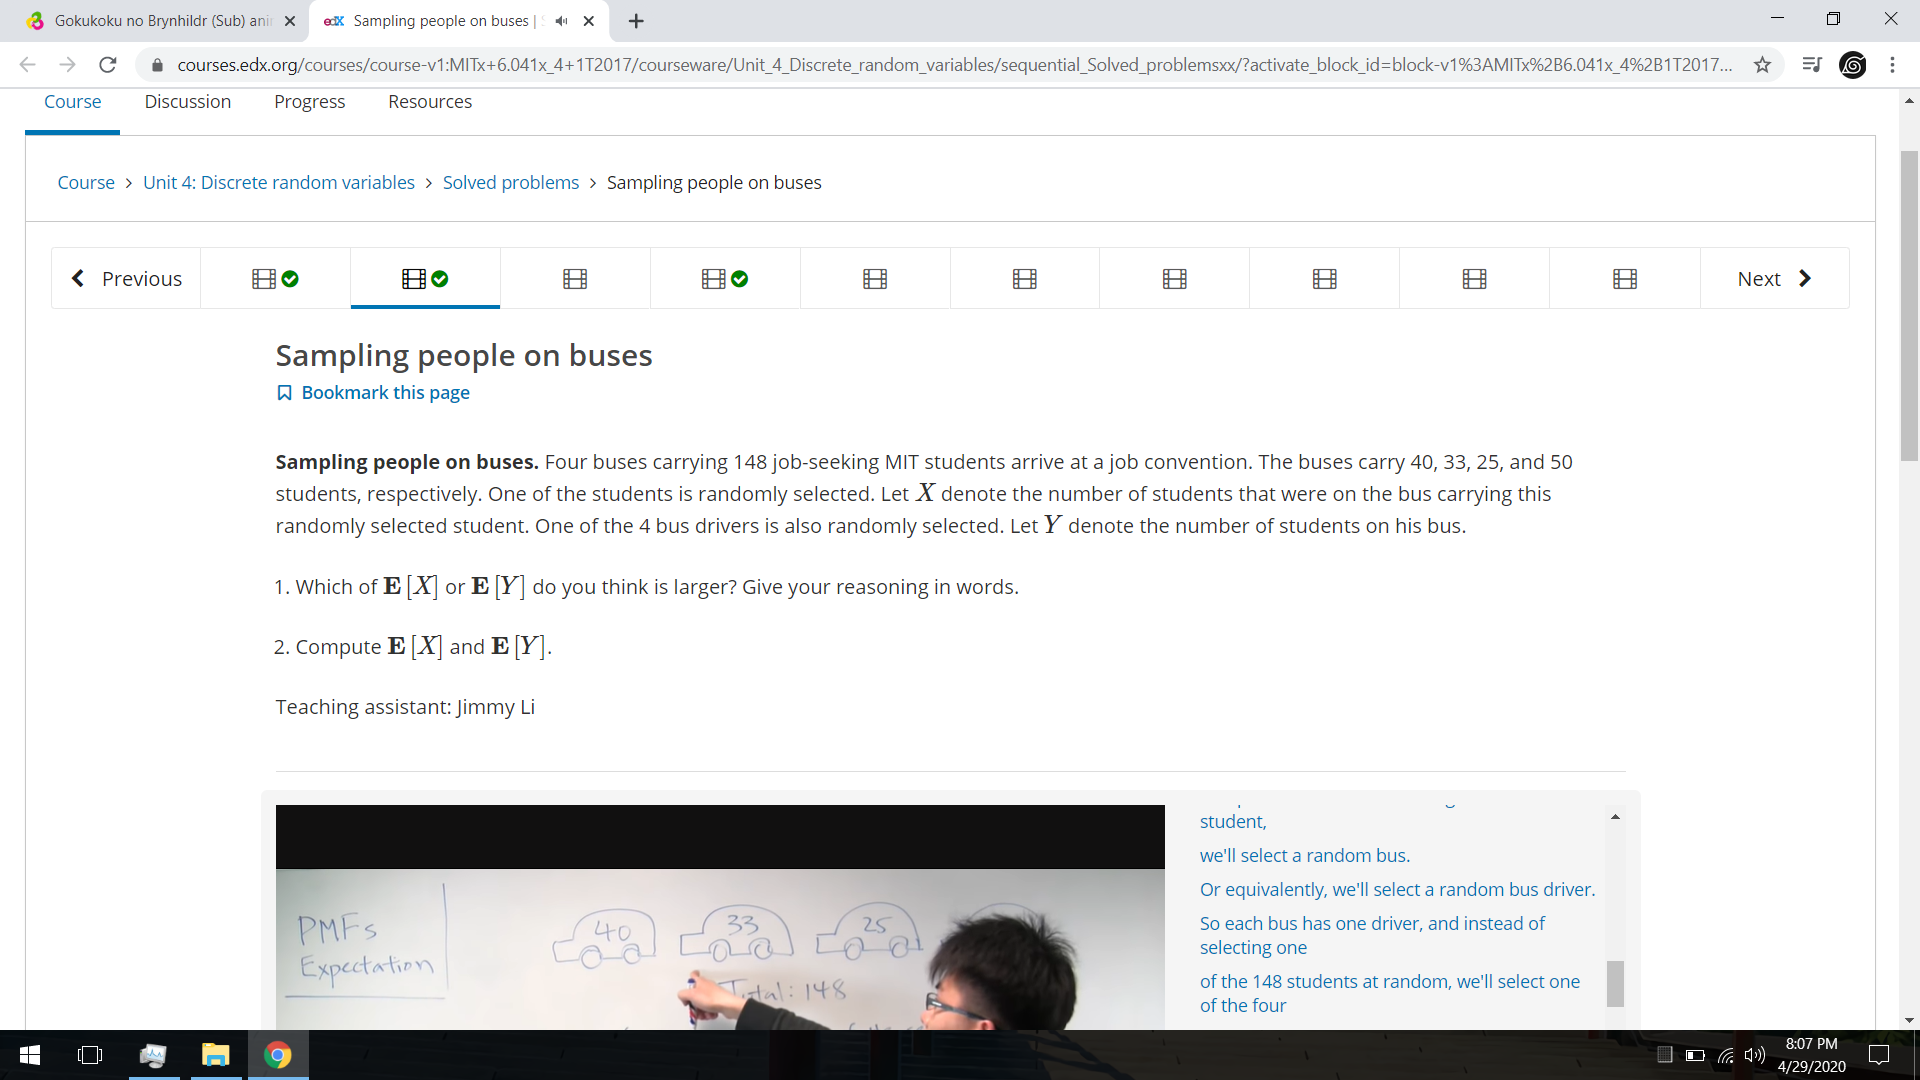 Gokukoku no Brynhildr (Sub) ani
edX Sampling people on buses |
courses.edx.org/courses/course-v1:MITx+6.041x_4+1T2017/courseware/Unit_4_Discrete_random_variables/sequential_Solved_problemsxx/?activate_block_id=block-v1%3AMITx%2B6.041x_4%2B1T2017...
Course Discussion Progress Resources
Course > Unit 4: Discrete random variables > Solved problems > Sampling people on buses
Previous Next
Sampling people on buses
Bookmark this page
Sampling people on buses. Four buses carrying 148 job-seeking MIT students arrive at a job convention. The buses carry 40, 33, 25, and 50
students, respectively. One of the students is randomly selected. Let X denote the number of students that were on the bus carrying this
randomly selected student. One of the 4 bus drivers is also randomly selected. Let Y denote the number of students on his bus.
1. Which of E [X] or E [Y] do you think is larger? Give your reasoning in words.
2. Compute E [X] and E [Y].
Teaching assistant: Jimmy Li
PMFs
Expectation
40 33 25
Total: 148
student,
we'll select a random bus.
Or equivalently, we'll select a random bus driver.
So each bus has one driver, and instead of
selecting one
of the 148 students at random, we'll select one
of the four
8:07 PM
4/29/2020